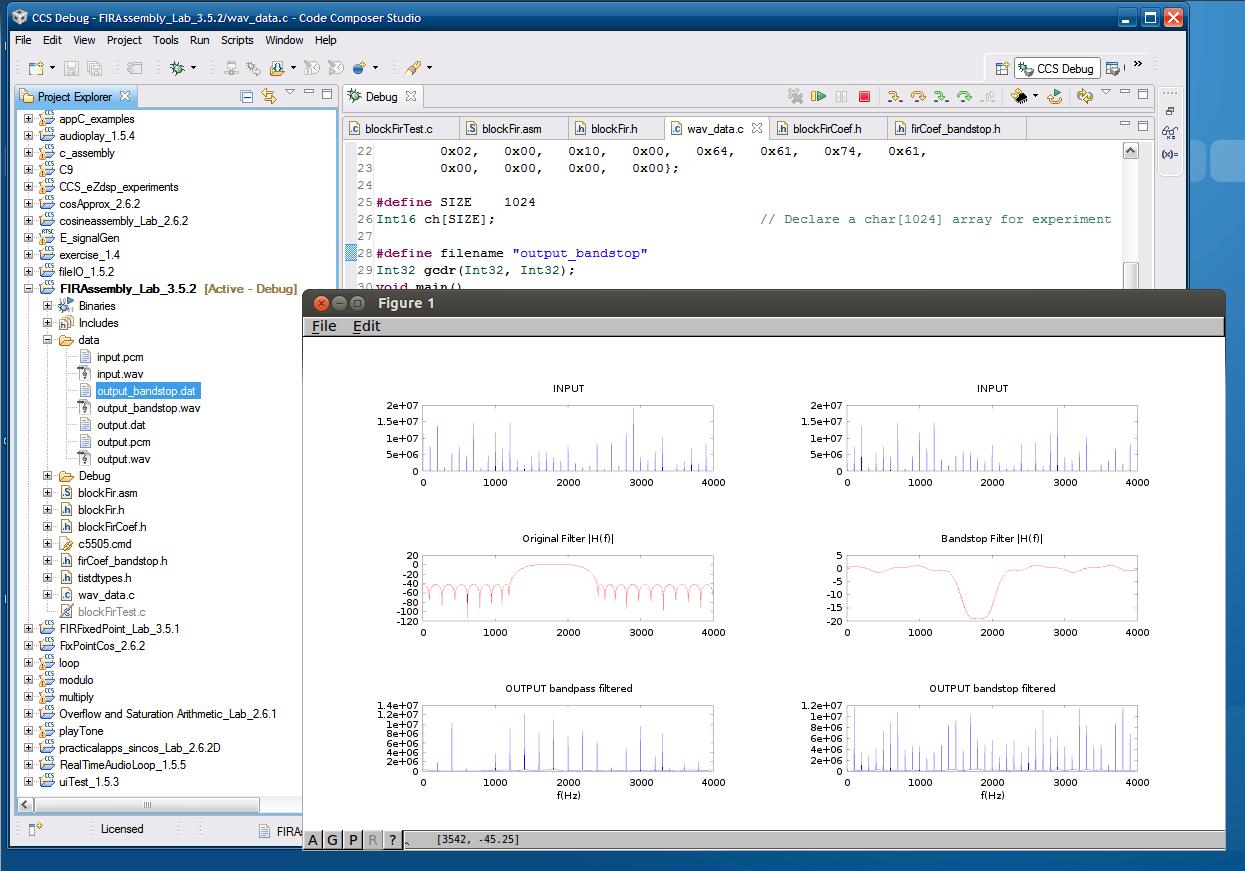 CCS Debug - FIRAssembly_Lab_3.5.2/wav_data.c - Code Composer Studio
File Edit View Project Tools Run Scripts Window Help
CCS Debug
Project Explorer
appC_examples
audioplay_1.5.4
c_assembly
C9
CCS_eZdsp_experiments
cosApprox_2.6.2
cosineassembly_Lab_2.6.2
E_signalGen
exercise_1.4
fileIO_1.5.2
FIRAssembly_Lab_3.5.2 [Active - Debug]
Binaries
Includes
data
input.pcm
input.wav
output_bandstop.dat
output_bandstop.wav
output.dat
output.pcm
output.wav
Debug
blockFir.asm
blockFir.h
blockFirCoef.h
c5505.cmd
firCoef_bandstop.h
tistdtypes.h
wav_data.c
blockFirTest.c
FIRFixedPoint_Lab_3.5.1
FixPointCos_2.6.2
loop
modulo
multiply
Overflow and Saturation Arithmetic_Lab_2.6.1
playTone
practicalapps_sincos_Lab_2.6.2D
RealTimeAudioLoop_1.5.5
uiTest_1.5.3
Licensed
FIRAs
Debug
blockFirTest.c blockFir.asm blockFir.h wav_data.c blockFirCoef.h firCoef_bandstop.h
22 0x02, 0x00, 0x10, 0x00, 0x64, 0x61, 0x74, 0x61,
23 0x00, 0x00, 0x00, 0x00};
24
25 #define SIZE 1024
26 Int16 ch[SIZE]; // Declare a char[1024] array for experiment
27
28 #define filename "output_bandstop"
29 Int32 gcdr(Int32, Int32);
30 void main()
Figure 1
File Edit
INPUT
2e+07
1.5e+07
1e+07
5e+06
0
0 1000 2000 3000 4000
INPUT
2e+07
1.5e+07
1e+07
5e+06
0
0 1000 2000 3000 4000
Original Filter |H(f)|
20
0
-20
-40
-60
-80
-100
-120
0 1000 2000 3000 4000
Bandstop Filter |H(f)|
5
0
-5
-10
-15
-20
0 1000 2000 3000 4000
OUTPUT bandpass filtered
1.4e+07
1.2e+07
1e+07
8e+06
6e+06
4e+06
2e+06
0
0 1000 2000 3000 4000
f(Hz)
OUTPUT bandstop filtered
1.2e+07
1e+07
8e+06
6e+06
4e+06
2e+06
0
0 1000 2000 3000 4000
f(Hz)
A G P R ? [3542, -45.25]